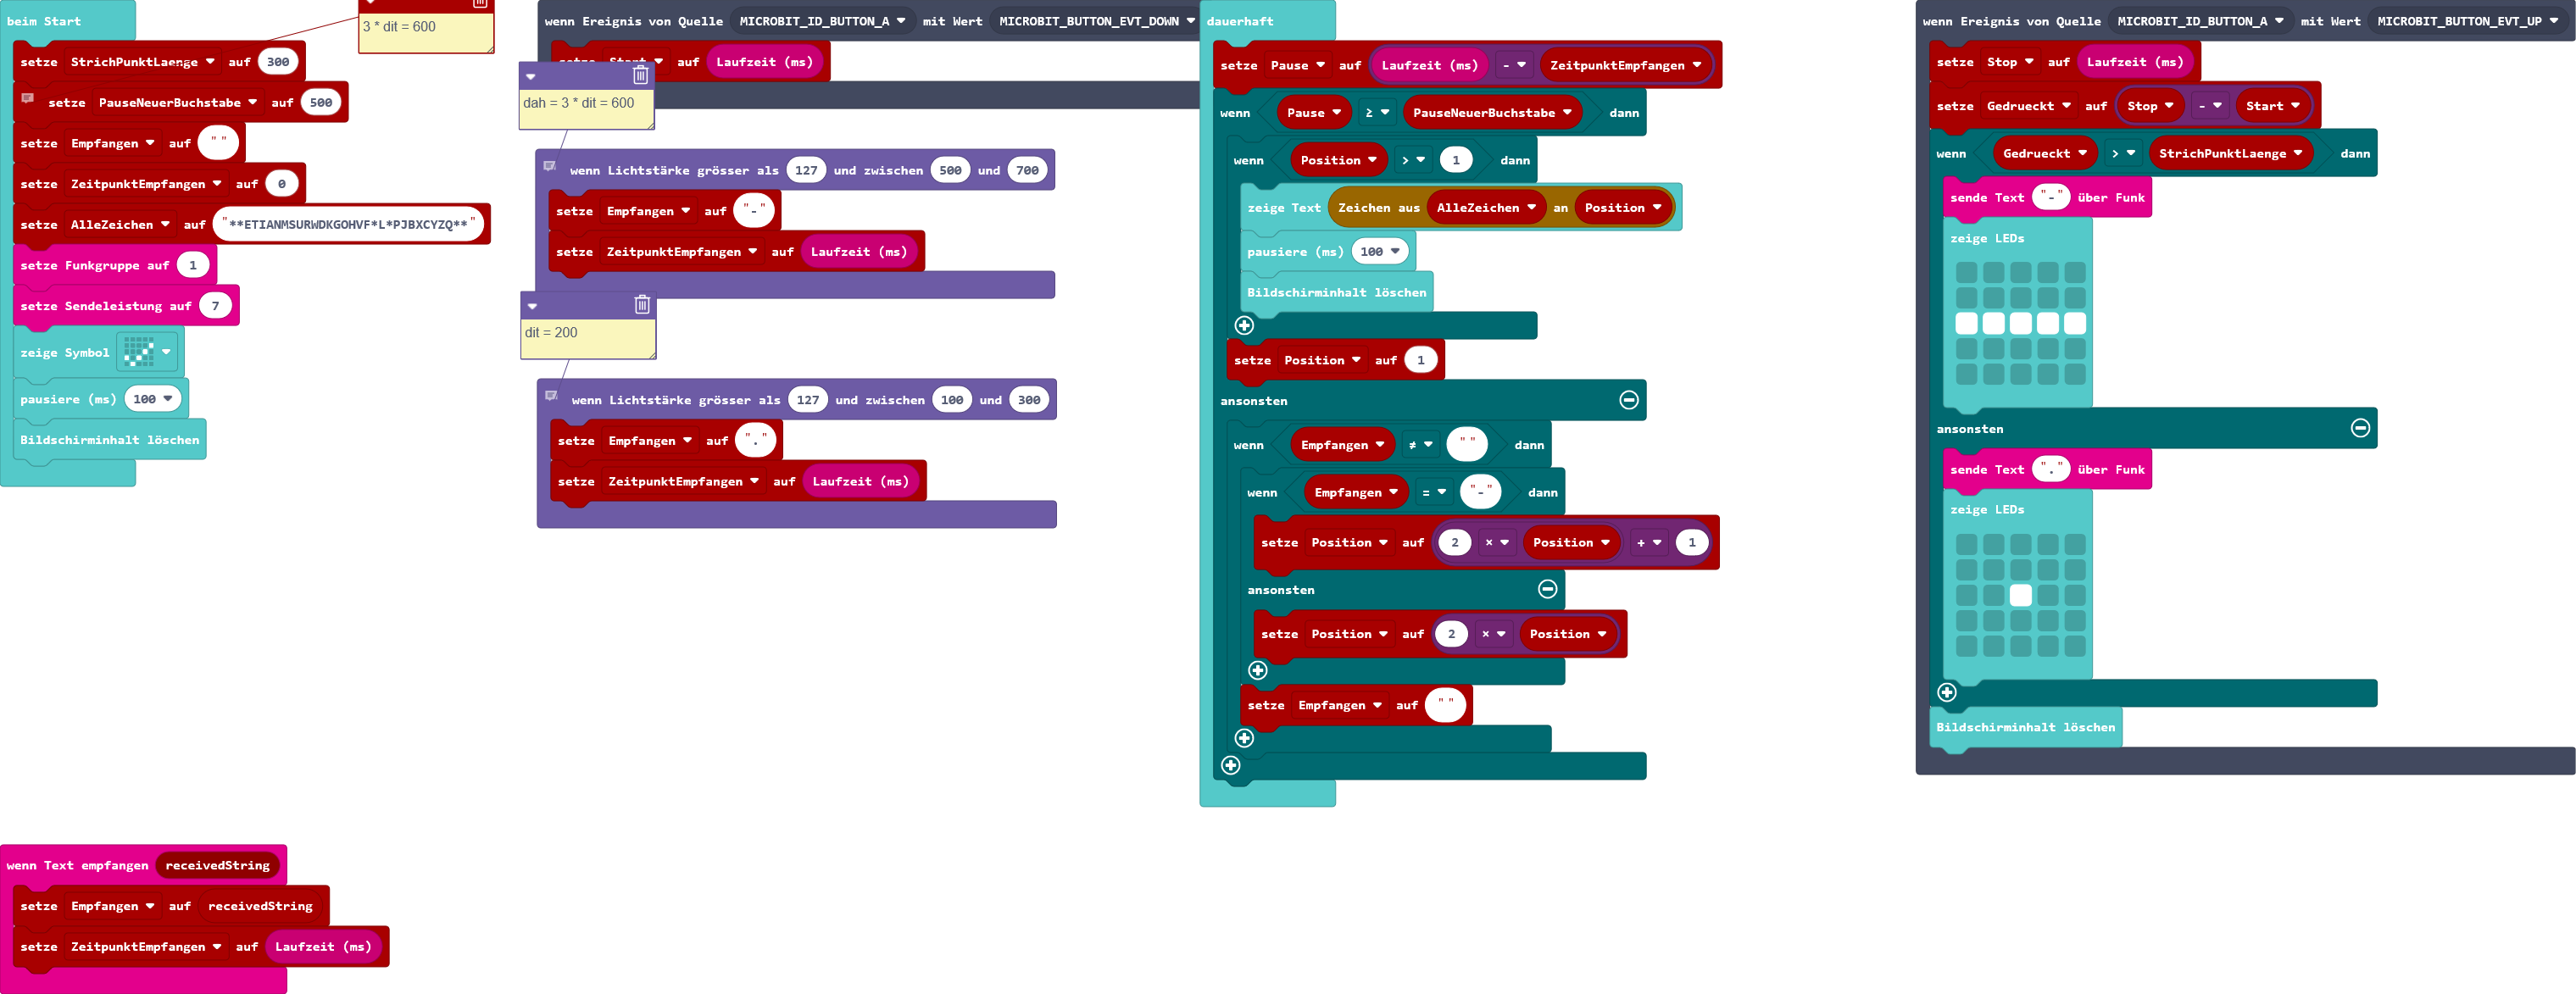 beim Start
setze StrichPunktLaenge auf 300
setze PauseNeuerBuchstabe auf 500
setze Empfangen auf " "
setze ZeitpunktEmpfangen auf 0
setze AlleZeichen auf "**ETIANMSURWDKGOHVF*L*PJBXCYZQ**"
setze Funkgruppe auf 1
setze Sendeleistung auf 7
zeige Symbol
pausiere (ms) 100
Bildschirminhalt löschen
3 * dit = 600
wenn Ereignis von Quelle MICROBIT_ID_BUTTON_A mit Wert MICROBIT_BUTTON_EVT_DOWN
setze Start auf Laufzeit (ms)
dah = 3 * dit = 600
wenn Lichtstärke grösser als 127 und zwischen 500 und 700
setze Empfangen auf "-"
setze ZeitpunktEmpfangen auf Laufzeit (ms)
dit = 200
wenn Lichtstärke grösser als 127 und zwischen 100 und 300
setze Empfangen auf "."
setze ZeitpunktEmpfangen auf Laufzeit (ms)
dauerhaft
setze Pause auf Laufzeit (ms) - ZeitpunktEmpfangen
wenn Pause ≥ PauseNeuerBuchstabe dann
wenn Position > 1 dann
zeige Text Zeichen aus AlleZeichen an Position
pausiere (ms) 100
Bildschirminhalt löschen
setze Position auf 1
ansonsten
wenn Empfangen ≠ " " dann
wenn Empfangen = "-" dann
setze Position auf 2 × Position + 1
ansonsten
setze Position auf 2 × Position
setze Empfangen auf " "
wenn Ereignis von Quelle MICROBIT_ID_BUTTON_A mit Wert MICROBIT_BUTTON_EVT_UP
setze Stop auf Laufzeit (ms)
setze Gedrueckt auf Stop - Start
wenn Gedrueckt > StrichPunktLaenge dann
sende Text "-" über Funk
zeige LEDs
ansonsten
sende Text "." über Funk
zeige LEDs
Bildschirminhalt löschen
wenn Text empfangen receivedString
setze Empfangen auf receivedString
setze ZeitpunktEmpfangen auf Laufzeit (ms)